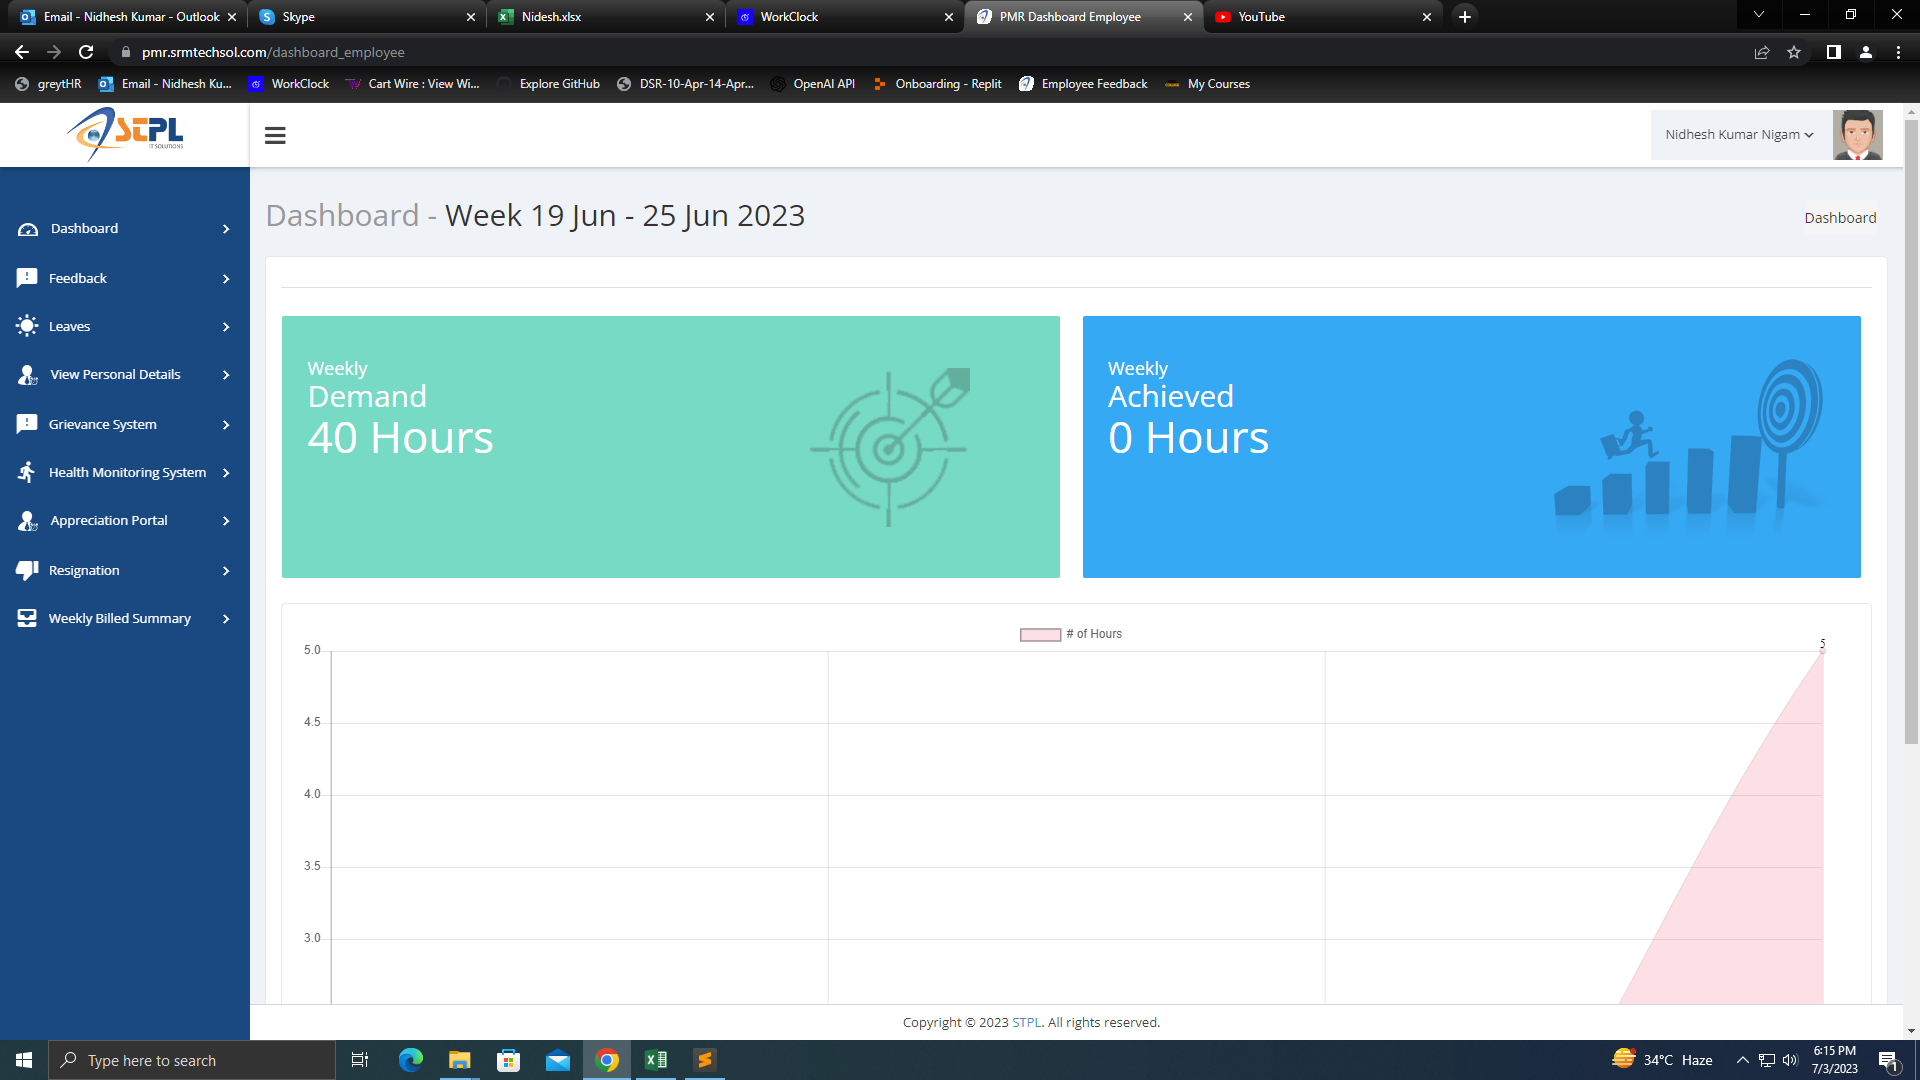 Email - Nidhesh Kumar - Outlook
Skype
Nidesh.xlsx
WorkClock
PMR Dashboard Employee
YouTube
pmr.srmtechsol.com/dashboard_employee
greytHR
Email - Nidhesh Ku...
WorkClock
Cart Wire : View Wi...
Explore GitHub
DSR-10-Apr-14-Apr...
OpenAI API
Onboarding - Replit
Employee Feedback
My Courses
STPL
IT SOLUTIONS
Nidhesh Kumar Nigam
Dashboard - Week 19 Jun - 25 Jun 2023
Dashboard
Dashboard
Feedback
Leaves
View Personal Details
Grievance System
Health Monitoring System
Appreciation Portal
Resignation
Weekly Billed Summary
Weekly
Demand
40 Hours
Weekly
Achieved
0 Hours
# of Hours
5
5.0
4.5
4.0
3.5
3.0
Copyright © 2023 STPL. All rights reserved.
Type here to search
34°C Haze
6:15 PM
7/3/2023
1